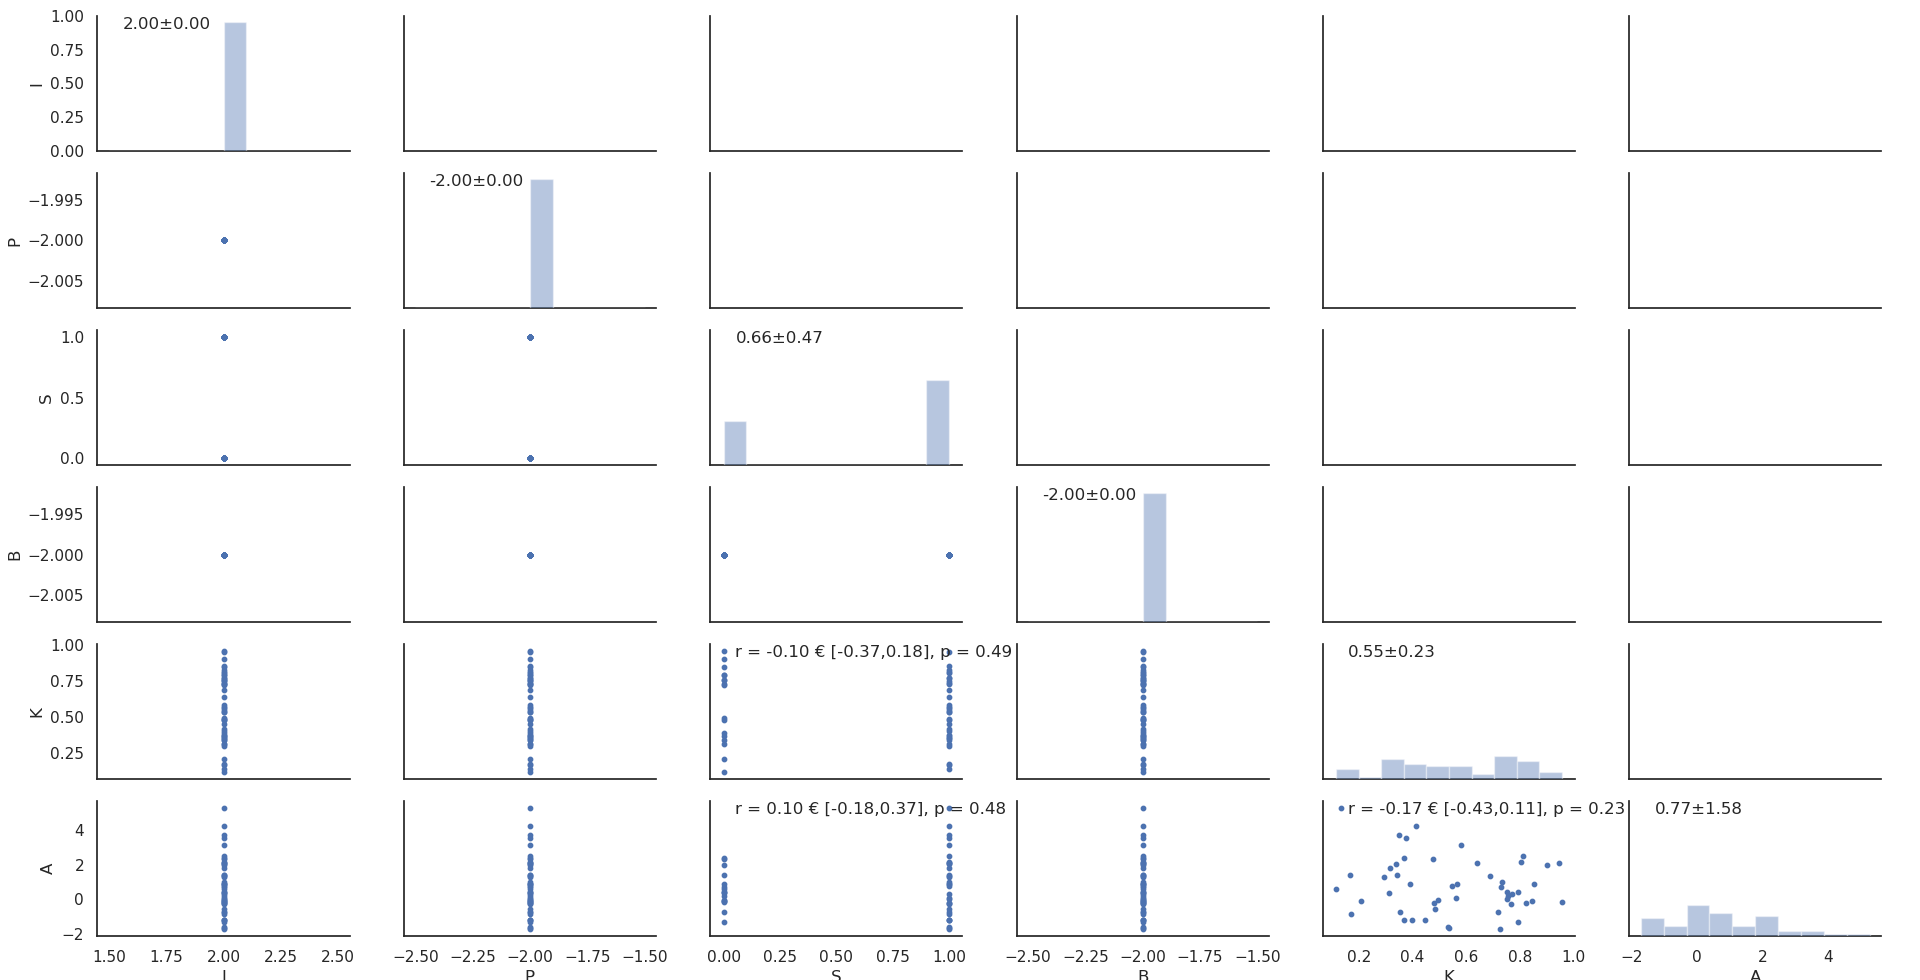 1.00
2.00±0.00
0.75
0.50
0.25
0.00
I
−1.995
−2.000
−2.005
P
-2.00±0.00
1.0
0.5
0.0
S
0.66±0.47
−1.995
−2.000
−2.005
B
-2.00±0.00
1.00
0.75
0.50
0.25
K
r = -0.10 € [-0.37,0.18], p = 0.49
0.55±0.23
4
2
0
−2
A
r = 0.10 € [-0.18,0.37], p = 0.48
r = -0.17 € [-0.43,0.11], p = 0.23
0.77±1.58
1.50 1.75 2.00 2.25 2.50
−2.50 −2.25 −2.00 −1.75 −1.50
0.00 0.25 0.50 0.75 1.00
−2.50 −2.25 −2.00 −1.75 −1.50
0.2 0.4 0.6 0.8 1.0
−2 0 2 4
I P S B K A